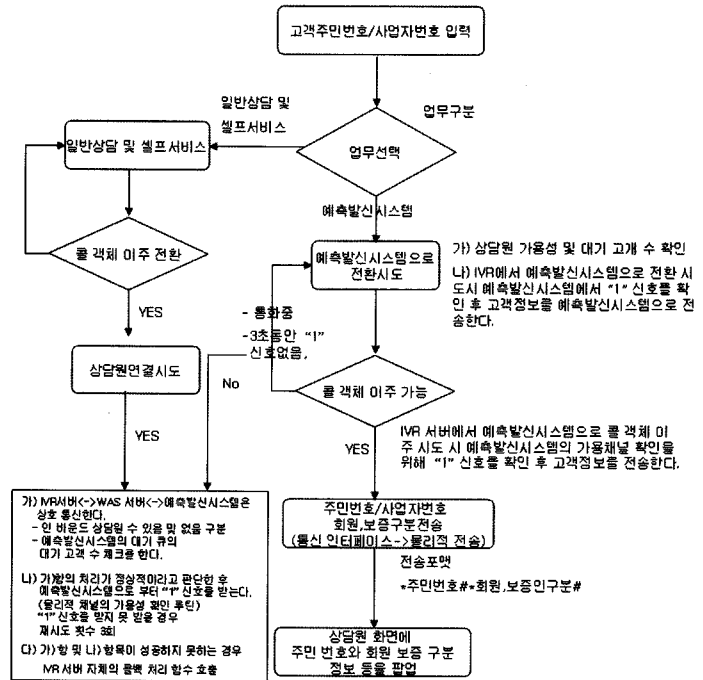 고객주민번호/사업자번호 입력
일반상담 및
셀프서비스
업무구분
일반상담 및 셀프서비스
업무선택
예측발신시스템
콜 객체 이주 전환
예측발신시스템으로
전환시도
가) 상담원 가용성 및 대기 고개 수 확인
나) IVR에서 예측발신시스템으로 전환 시
도시 예측발신시스템에서 “1” 신호를 확
인 후 고객정보를 예측발신시스템으로 전
송한다.
YES
- 통화중
-3초동안 “1”
신호없음,
상담원연결시도
No
콜 객체 이주 가능
YES
YES
IVR 서버에서 예측발신시스템으로 콜 객체 이
주 시도 시 예측발신시스템의 가용채널 확인을
위해 “1” 신호를 확인 후 고객정보를 전송한다.
가) IVR서버<->WAS 서버<->예측발신시스템은
상호 통신한다.
- 인 바운드 상담원 수 있음 및 없음 구분
- 예측발신시스템의 대기 큐의
대기 고객 수 체크를 한다.
나) 가)항의 처리가 정상적이라고 판단한 후
예측발신시스템으로 부터 “1” 신호를 받는다.
(물리적 채널의 가용성 확인 루틴)
“1” 신호를 받지 못 받을 경우
재시도 횟수 3회
다) 가)항 및 나)항목이 성공하지 못하는 경우
IVR 서버 자체의 콜백 처리 함수 호출
주민번호/사업자번호
회원,보증구분전송
(통신 인터페이스->물리적 전송)
전송포맷
*주민번호#*회원,보증인구분#
상담원 화면에
주민 번호와 회원 보증 구분
정보 등을 팝업